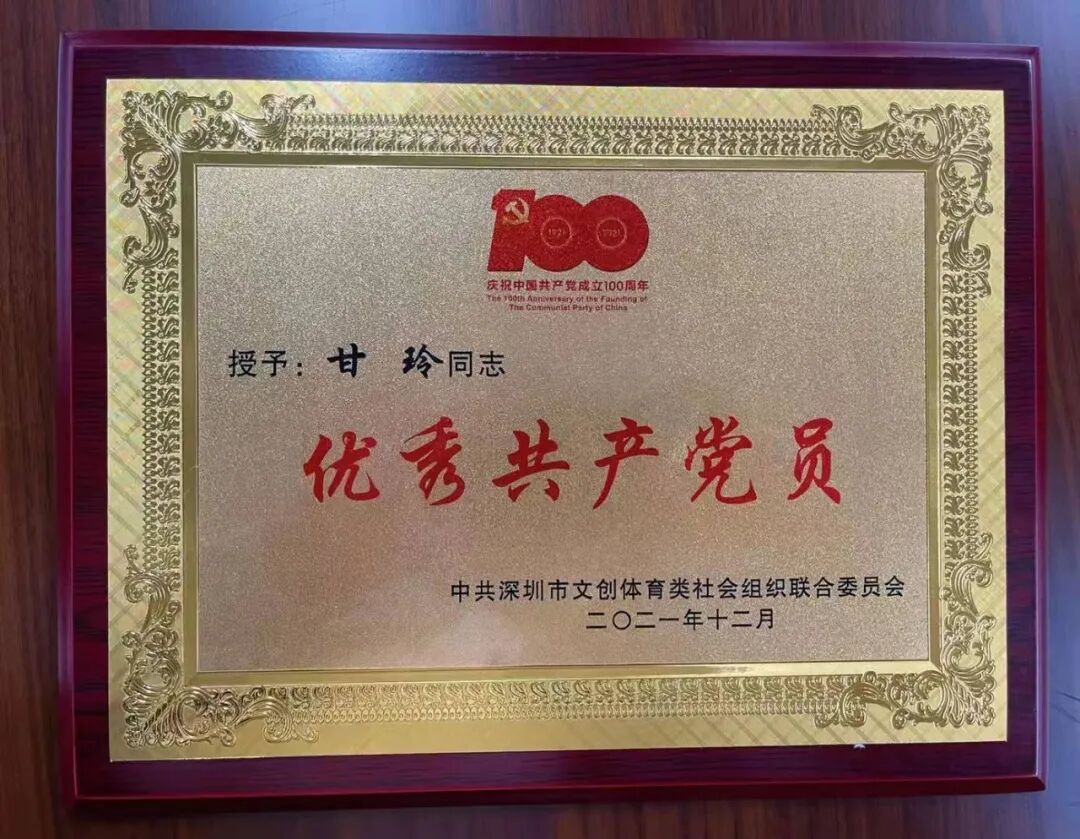 100
1921 2021
庆祝中国共产党成立100周年
The 100th Anniversary of the Founding of
The Communist Party of China
授予：甘 玲同志
优秀共产党员
中共深圳市文创体育类社会组织联合委员会
二〇二一年十二月